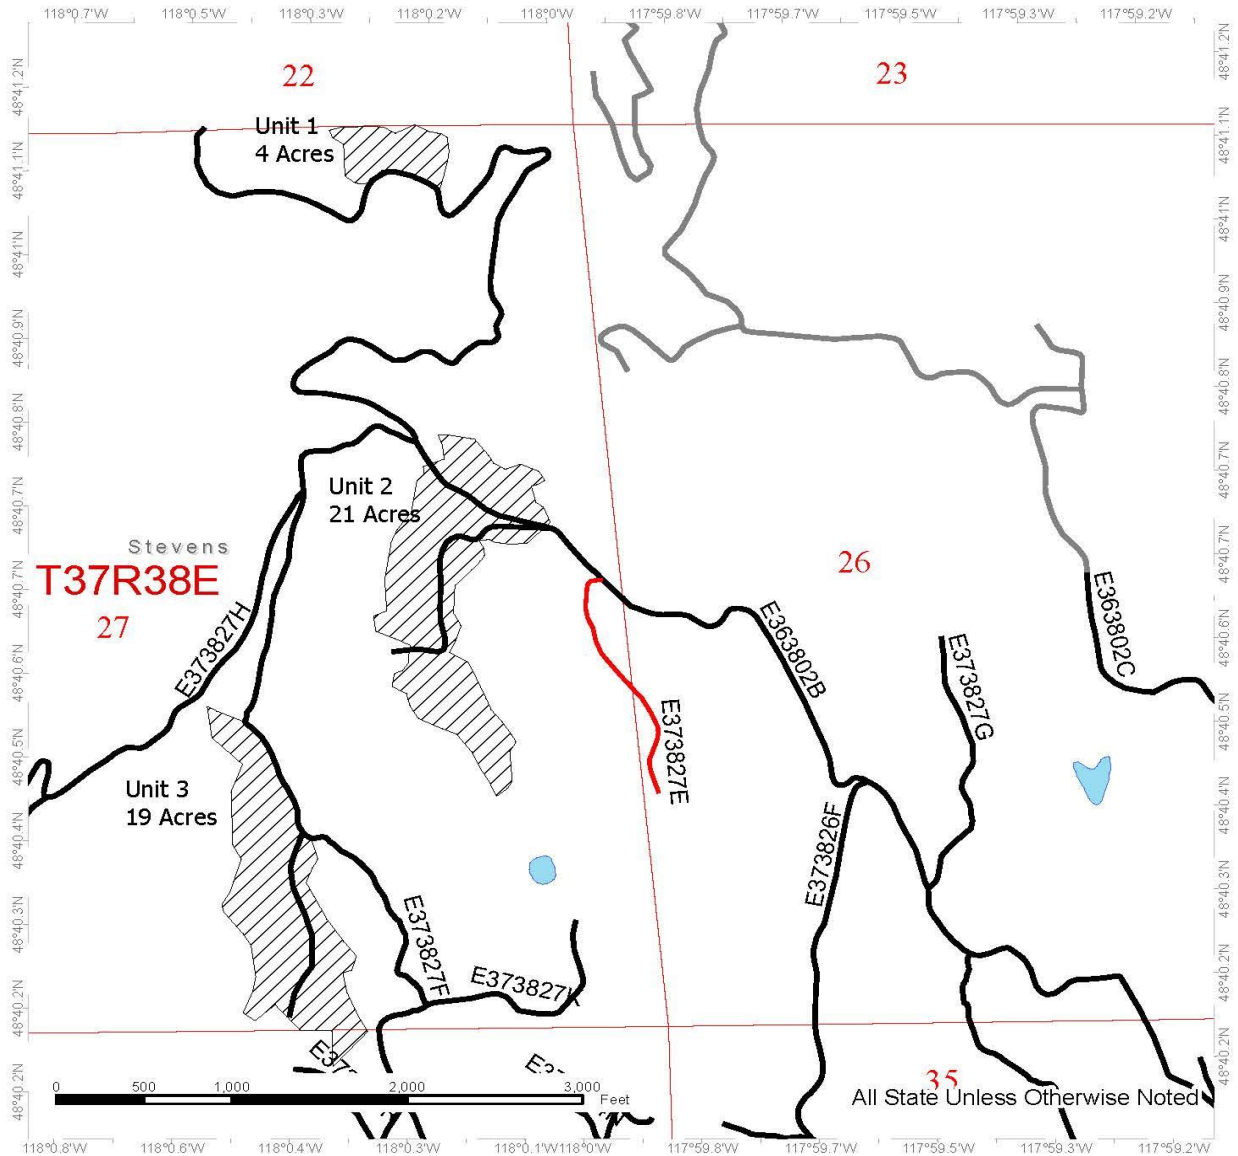 118°0.7'W 118°0.5'W 118°0.3'W 118°0.2'W 118°0'W 117°59.8'W 117°59.7'W 117°59.5'W 117°59.3'W 117°59.2'W
22
23
Unit 1
4 Acres
Unit 2
21 Acres
Stevens
T37R38E
27
26
E373827H
E363802B
E363802C
E373827G
E373827E
Unit 3
19 Acres
E373826F
E373827F
E373827K
35
0 500 1,000 2,000 3,000
Feet
All State Unless Otherwise Noted
48°41.2'N
48°41.1'N
48°41'N
48°40.9'N
48°40.8'N
48°40.7'N
48°40.7'N
48°40.6'N
48°40.5'N
48°40.4'N
48°40.3'N
48°40.2'N
48°40.2'N
48°41.2'N
48°41.1'N
48°41'N
48°40.9'N
48°40.8'N
48°40.7'N
48°40.7'N
48°40.6'N
48°40.5'N
48°40.4'N
48°40.3'N
48°40.2'N
48°40.2'N
118°0.8'W 118°0.6'W 118°0.4'W 118°0.3'W 118°0.1'W 118°0'W 117°59.8'W 117°59.7'W 117°59.5'W 117°59.3'W 117°59.2'W